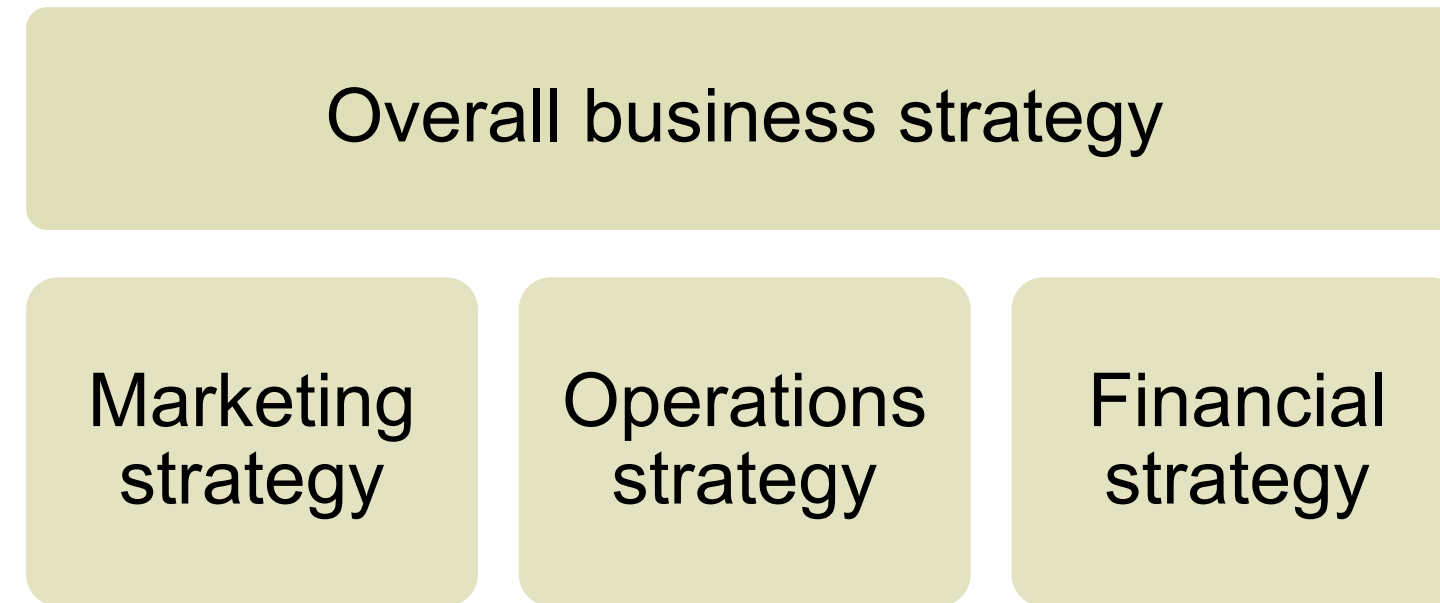 Overall business strategy
Marketing
strategy
Operations
strategy
Financial
strategy